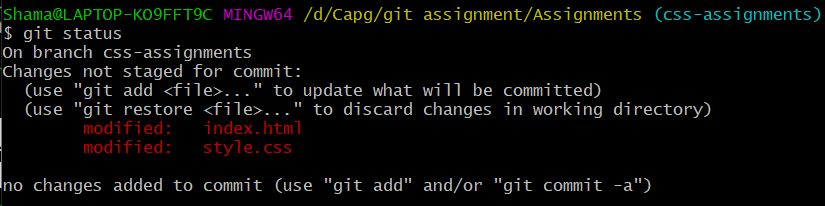 Shama@LAPTOP-KO9FFT9C MINGW64 /d/Capg/git assignment/Assignments (css-assignments)
$ git status
On branch css-assignments
Changes not staged for commit:
  (use "git add <file>..." to update what will be committed)
  (use "git restore <file>..." to discard changes in working directory)
        modified:   index.html
        modified:   style.css
no changes added to commit (use "git add" and/or "git commit -a")